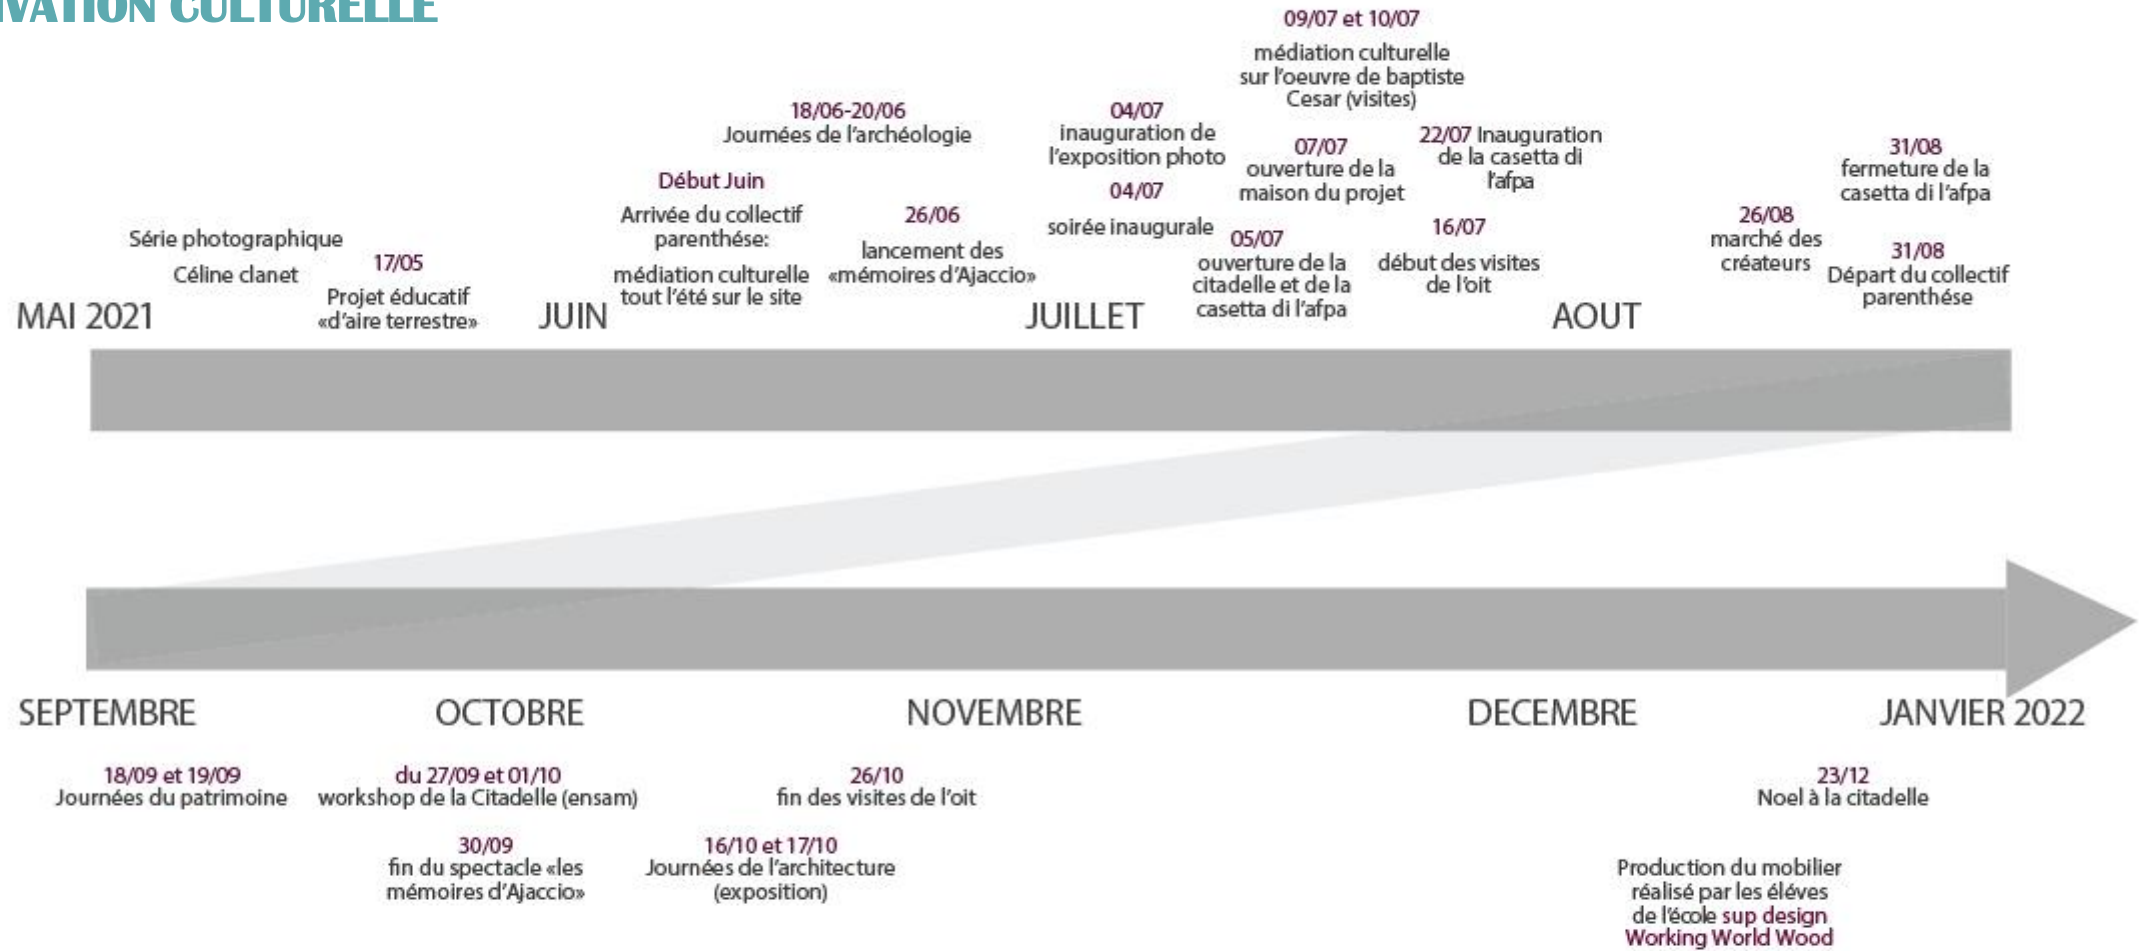 IVATION CULTURELLE
MAI 2021
Série photographique
Céline clanet
17/05
Projet éducatif
«d'aire terrestre»
JUIN
Début Juin
Arrivée du collectif
parenthése:
médiation culturelle
tout l'été sur le site
18/06-20/06
Journées de l'archéologie
26/06
lancement des
«mémoires d'Ajaccio»
JUILLET
04/07
inauguration de
l'exposition photo
04/07
soirée inaugurale
05/07
ouverture de la
citadelle et de la
casetta di l'afpa
07/07
ouverture de la
maison du projet
09/07 et 10/07
médiation culturelle
sur l'oeuvre de baptiste
Cesar (visites)
16/07
début des visites
de l'oit
22/07 Inauguration
de la casetta di
l'afpa
AOUT
26/08
marché des
créateurs
31/08
fermeture de la
casetta di l'afpa
31/08
Départ du collectif
parenthése
SEPTEMBRE
OCTOBRE
NOVEMBRE
DECEMBRE
JANVIER 2022
18/09 et 19/09
Journées du patrimoine
du 27/09 et 01/10
workshop de la Citadelle (ensam)
30/09
fin du spectacle «les
mémoires d'Ajaccio»
26/10
fin des visites de l'oit
16/10 et 17/10
Journées de l'architecture
(exposition)
23/12
Noel à la citadelle
Production du mobilier
réalisé par les éléves
de l'école sup design
Working World Wood